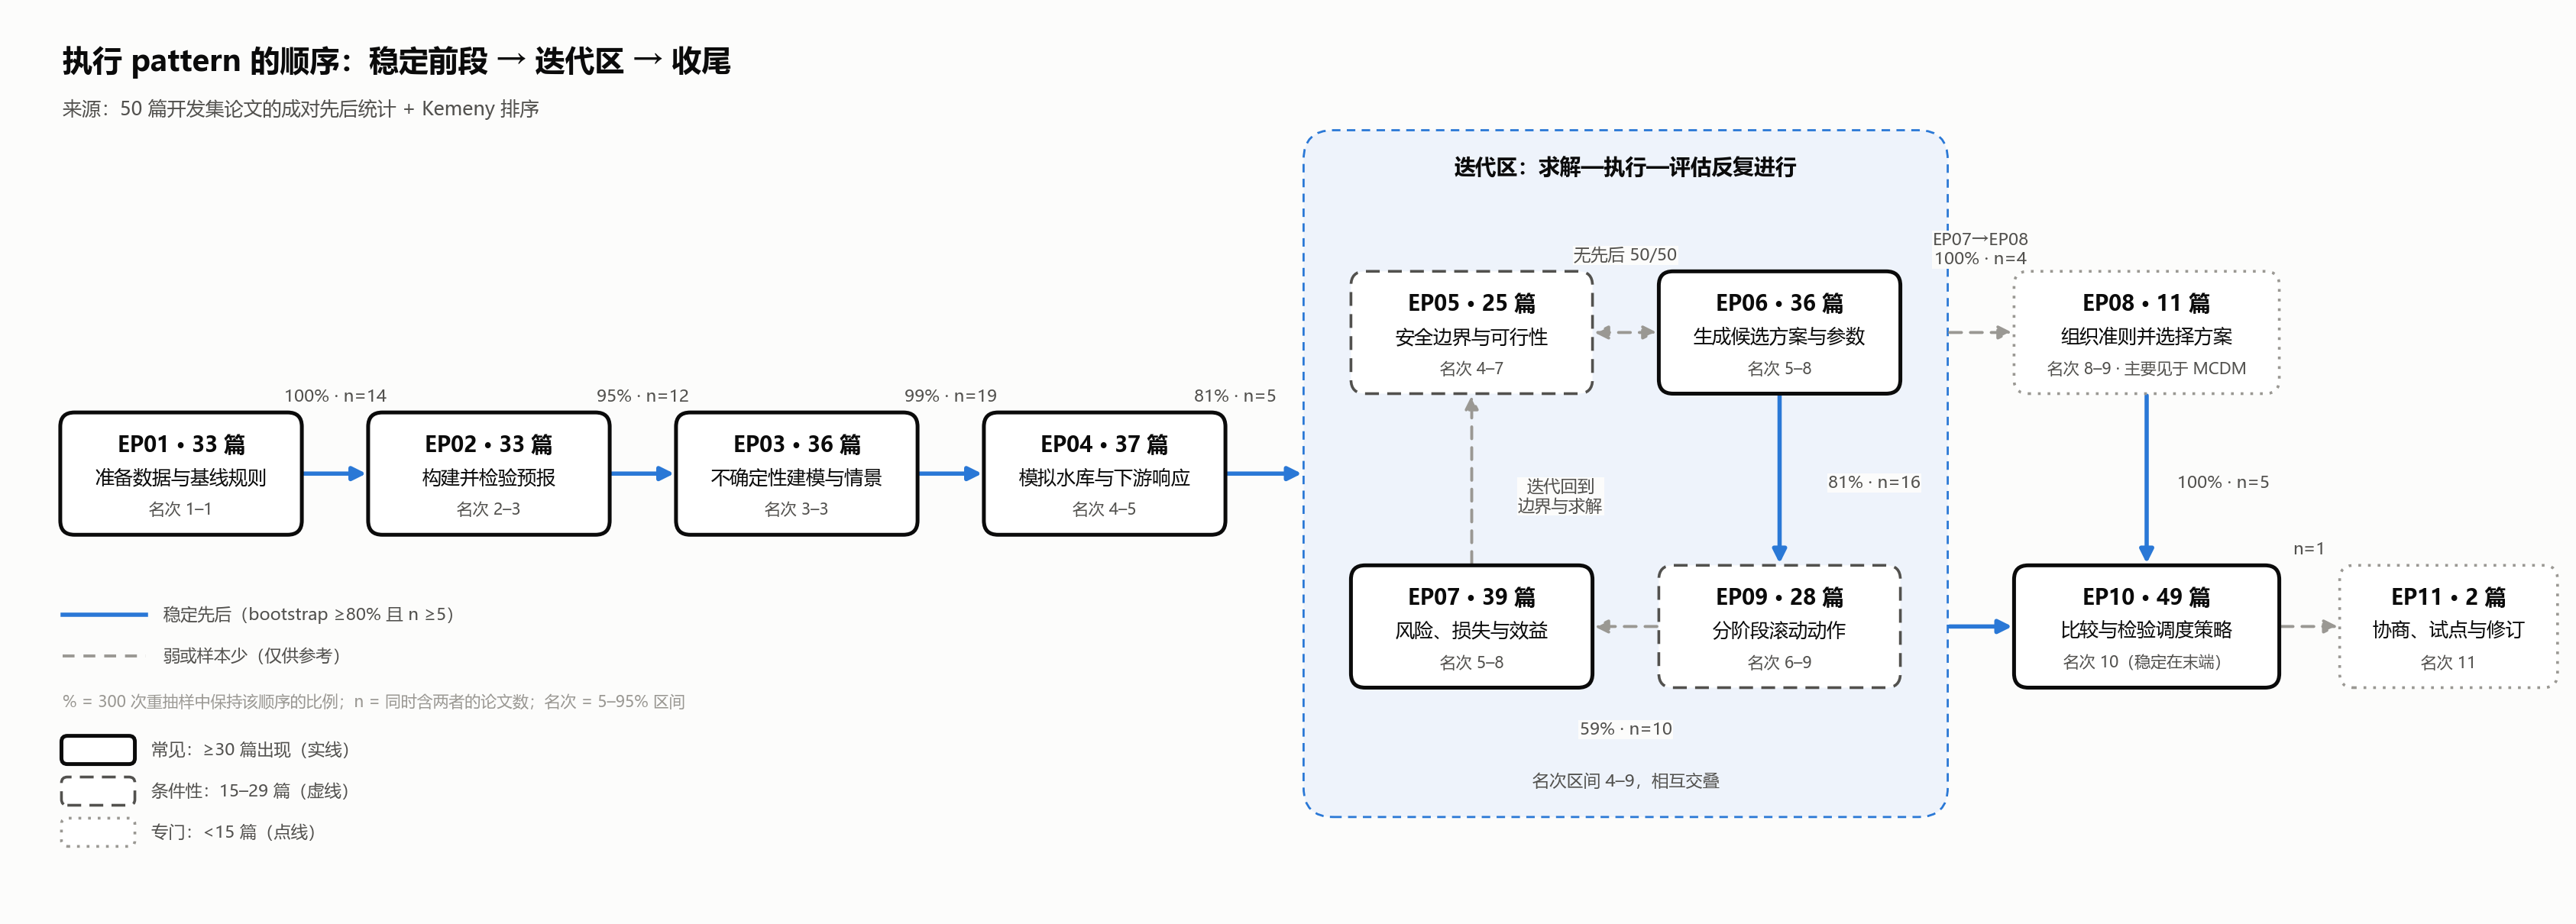 执行 pattern 的顺序：稳定前段 → 迭代区 → 收尾
来源：50 篇开发集论文的成对先后统计 + Kemeny 排序
迭代区：求解—执行—评估反复进行
EP07→EP08
100% · n=4
无先后 50/50
EP05 • 25 篇
安全边界与可行性
名次 4–7
EP06 • 36 篇
生成候选方案与参数
名次 5–8
EP08 • 11 篇
组织准则并选择方案
名次 8–9 · 主要见于 MCDM
100% · n=14
95% · n=12
99% · n=19
81% · n=5
EP01 • 33 篇
准备数据与基线规则
名次 1–1
EP02 • 33 篇
构建并检验预报
名次 2–3
EP03 • 36 篇
不确定性建模与情景
名次 3–3
EP04 • 37 篇
模拟水库与下游响应
名次 4–5
迭代回到
边界与求解
81% · n=16
100% · n=5
n=1
EP07 • 39 篇
风险、损失与效益
名次 5–8
EP09 • 28 篇
分阶段滚动动作
名次 6–9
EP10 • 49 篇
比较与检验调度策略
名次 10（稳定在末端）
EP11 • 2 篇
协商、试点与修订
名次 11
59% · n=10
名次区间 4–9，相互交叠
稳定先后（bootstrap ≥80% 且 n ≥5）
弱或样本少（仅供参考）
% = 300 次重抽样中保持该顺序的比例；n = 同时含两者的论文数；名次 = 5–95% 区间
常见：≥30 篇出现（实线）
条件性：15–29 篇（虚线）
专门：<15 篇（点线）